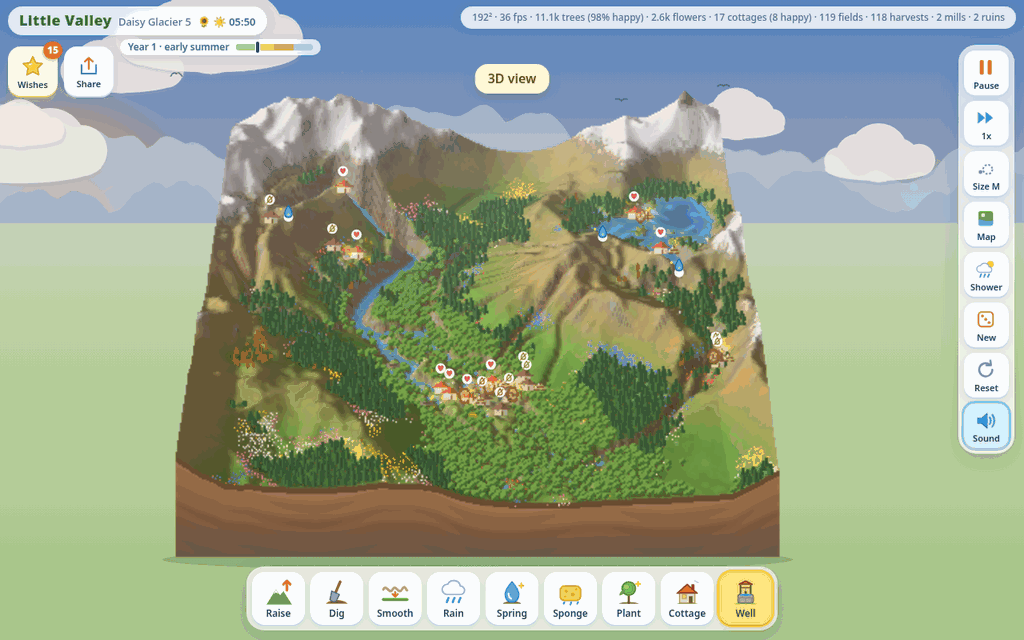 Little Valley Daisy Glacier 5 05:50
192² · 36 fps · 11.1k trees (98% happy) · 2.6k flowers · 17 cottages (8 happy) · 119 fields · 118 harvests · 2 mills · 2 ruins
Year 1 · early summer
15
Wishes
Share
3D view
Pause
1x
Size M
Map
Shower
New
Reset
Sound
Raise
Dig
Smooth
Rain
Spring
Sponge
Plant
Cottage
Well